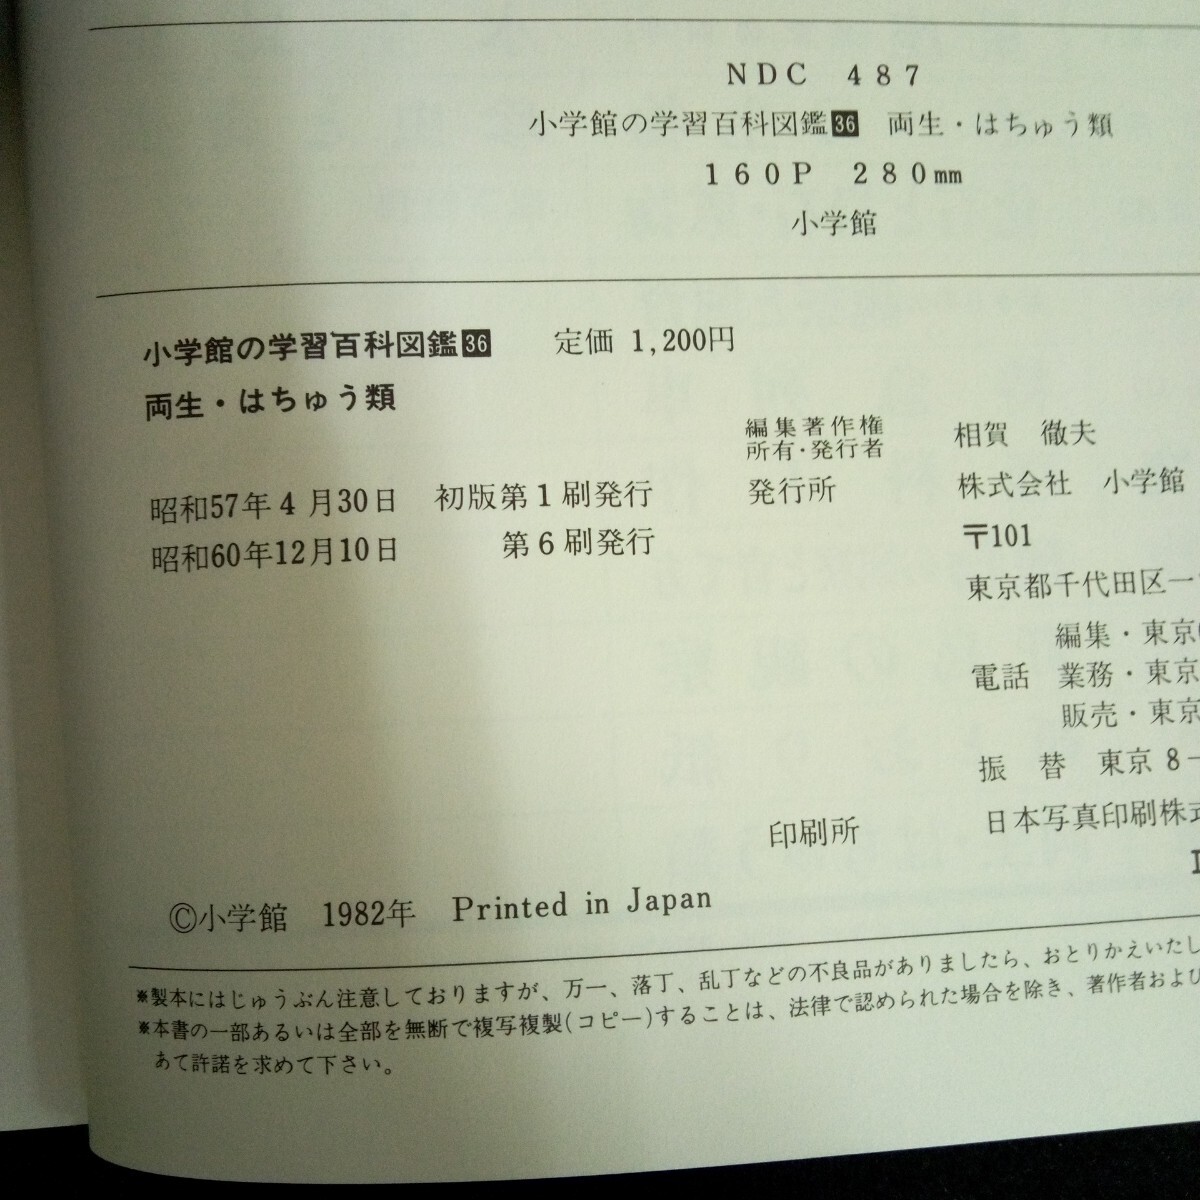 NDC 487
小学館の学習百科図鑑36 両生・はちゅう類
160P 280mm
小学館
小学館の学習百科図鑑36 定価 1,200円
両生・はちゅう類
昭和57年4月30日 初版第1刷発行
昭和60年12月10日 第6刷発行
編集著作権
所有・発行者 相賀 徹夫
発行所 株式会社 小学館
〒101
東京都千代田区一
編集・東京
電話 業務・東京
販売・東京
振替 東京8-
印刷所 日本写真印刷株式
©小学館 1982年 Printed in Japan
※製本にはじゅうぶん注意しておりますが、万一、落丁、乱丁などの不良品がありましたら、おとりかえいたし
※本書の一部あるいは全部を無断で複写複製(コピー)することは、法律で認められた場合を除き、著作者および
あて許諾を求めて下さい。